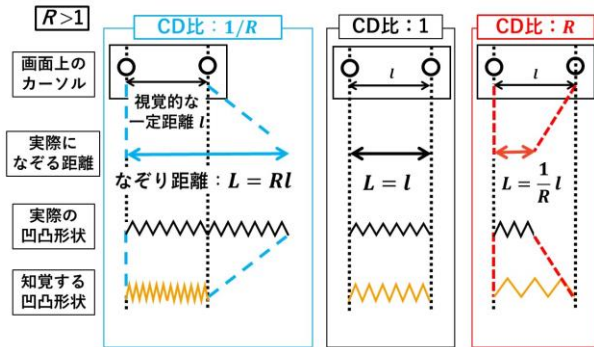 R>1
CD比：1/R
CD比：1
CD比：R
画面上の
カーソル
視覚的な
一定距離 l
l
l
実際に
なぞる距離
なぞり距離：L = Rl
L = l
L = 1/R l
実際の
凹凸形状
知覚する
凹凸形状